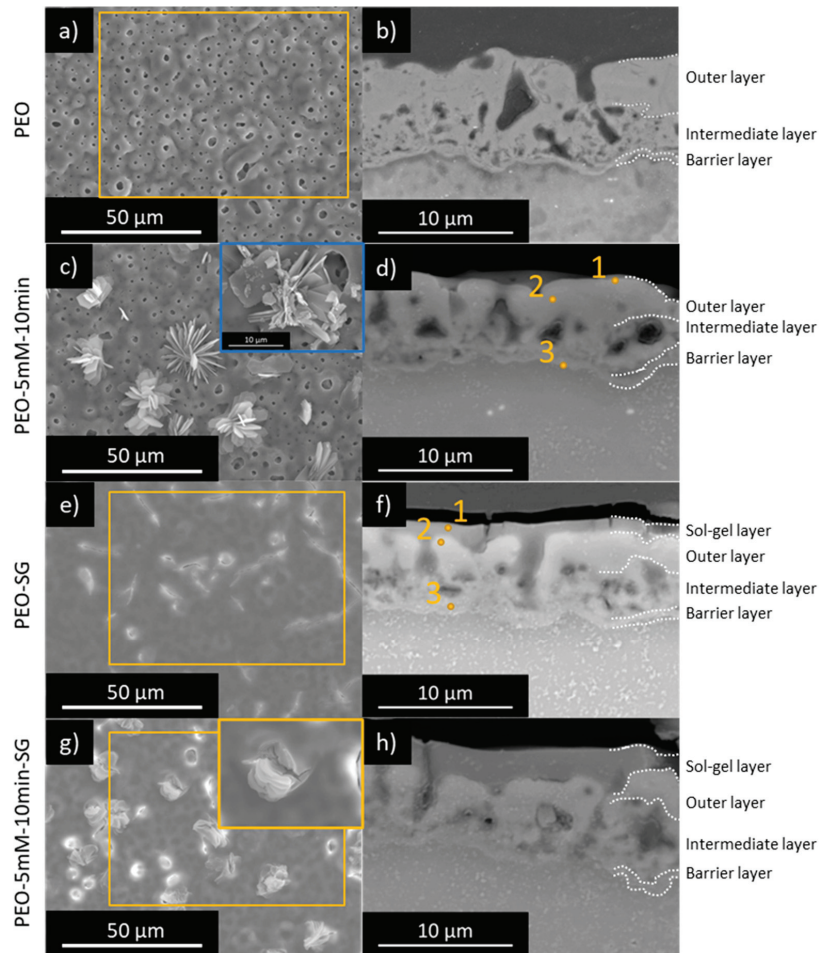 PEO
a)
50 µm
b)
10 µm
Outer layer
Intermediate layer
Barrier layer
PEO-5mM-10min
c)
10 µm
50 µm
d)
1
2
3
10 µm
Outer layer
Intermediate layer
Barrier layer
PEO-SG
e)
50 µm
f)
1
2
3
10 µm
Sol-gel layer
Outer layer
Intermediate layer
Barrier layer
PEO-5mM-10min-SG
g)
50 µm
h)
10 µm
Sol-gel layer
Outer layer
Intermediate layer
Barrier layer